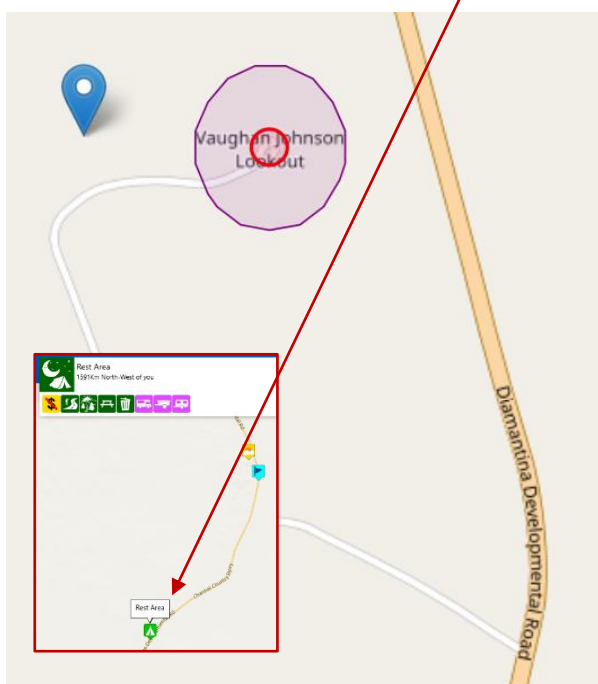 Vaughan Johnson
Lookout
Rest Area
1591Km North-West of you
Rest Area
Diamantina Developmental Road